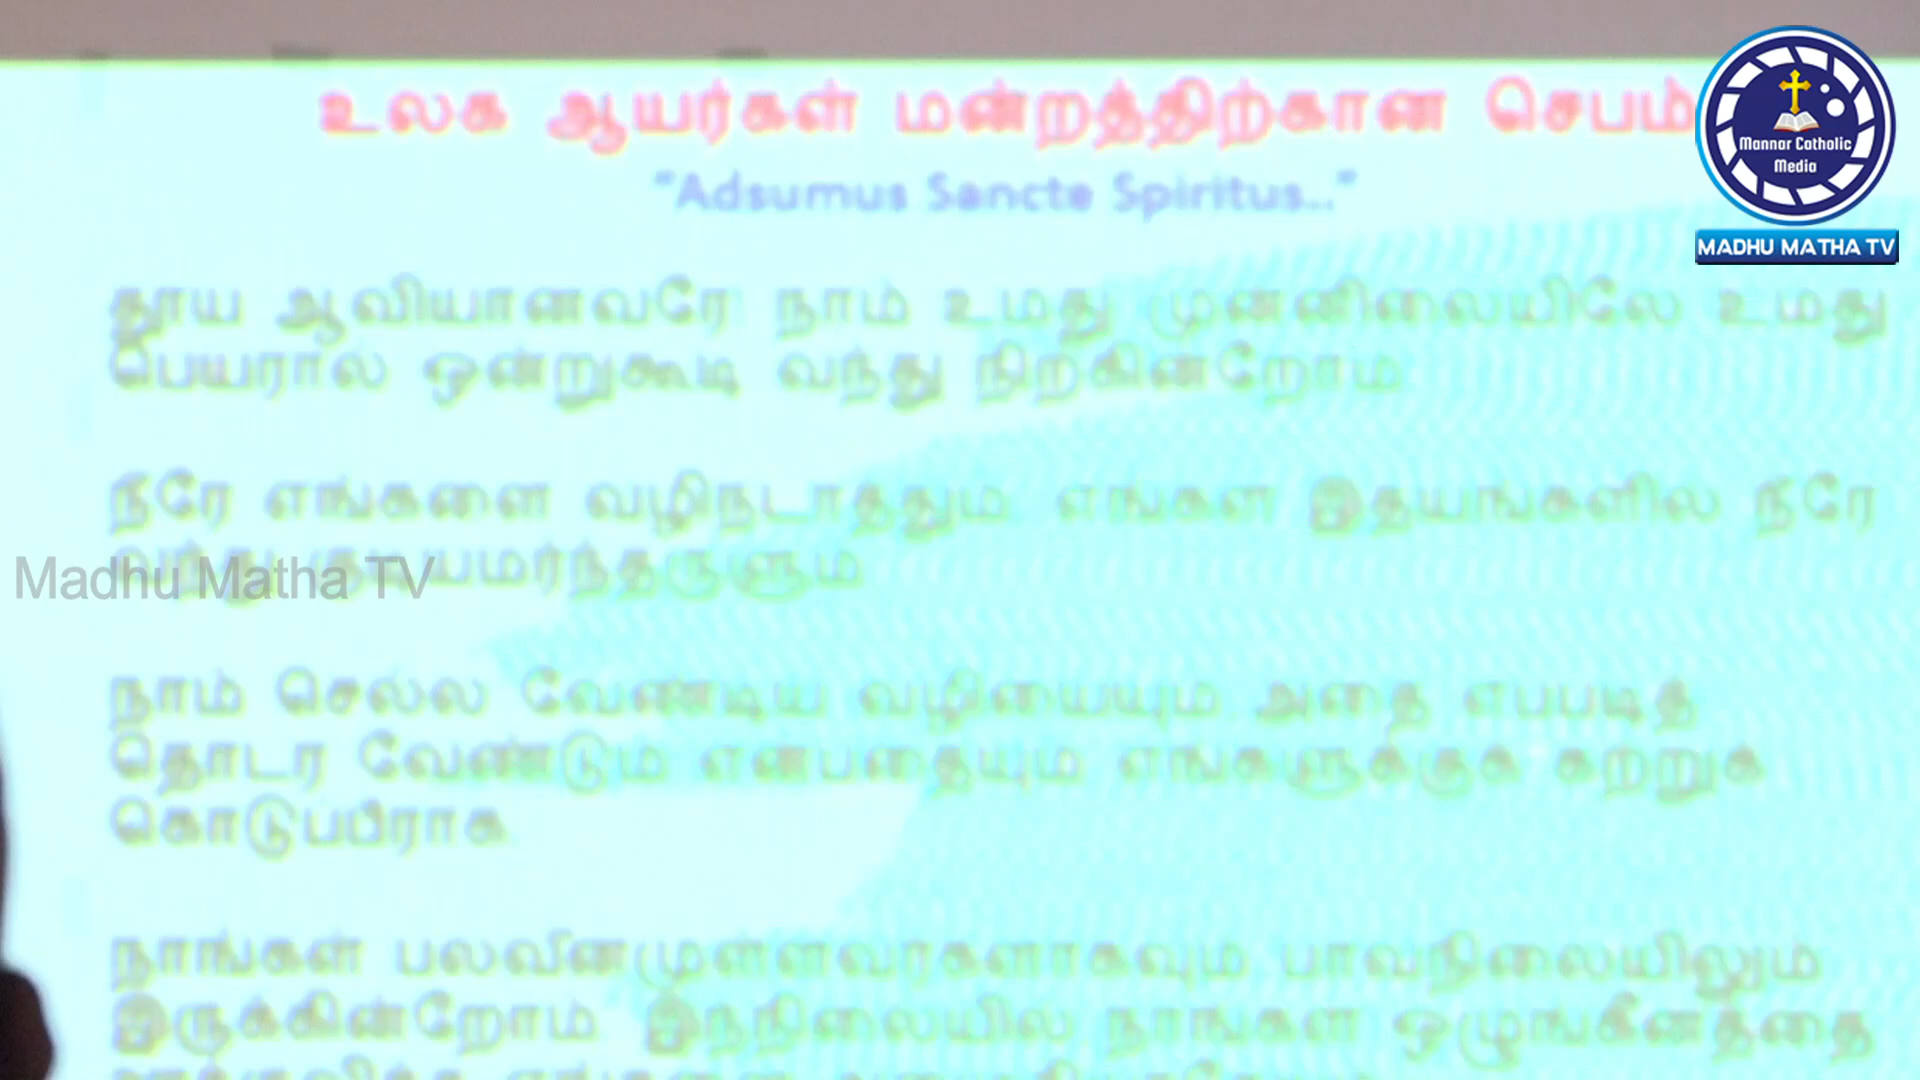 உலக ஆயர்கள் மன்றத்திற்கான செபம்
"Adsumus Sancte Spiritus.."
தூய ஆவியானவரே நாம் உமது முன்னிலையிலே உமது
பெயரால் ஒன்றுகூடி வந்து நிற்கின்றோம்
நீரே எங்களை வழிநடாத்தும் எங்கள் இதயங்களில் நீரே
வந்து
நாம் செல்ல வேண்டிய வழியையும் அதை எப்படித்
தொடர வேண்டும் என்பதையும் எங்களுக்குக் கற்றுக்
கொடுப்பீராக
நாங்கள் பலவீனமுள்ளவர்களாகவும் பாவநிலையிலும்
இருக்கின்றோம் இந்நிலையில் நாங்கள் ஒழுங்கீனத்தை
Mannar Catholic
Media
MADHU MATHA TV
Madhu Matha TV